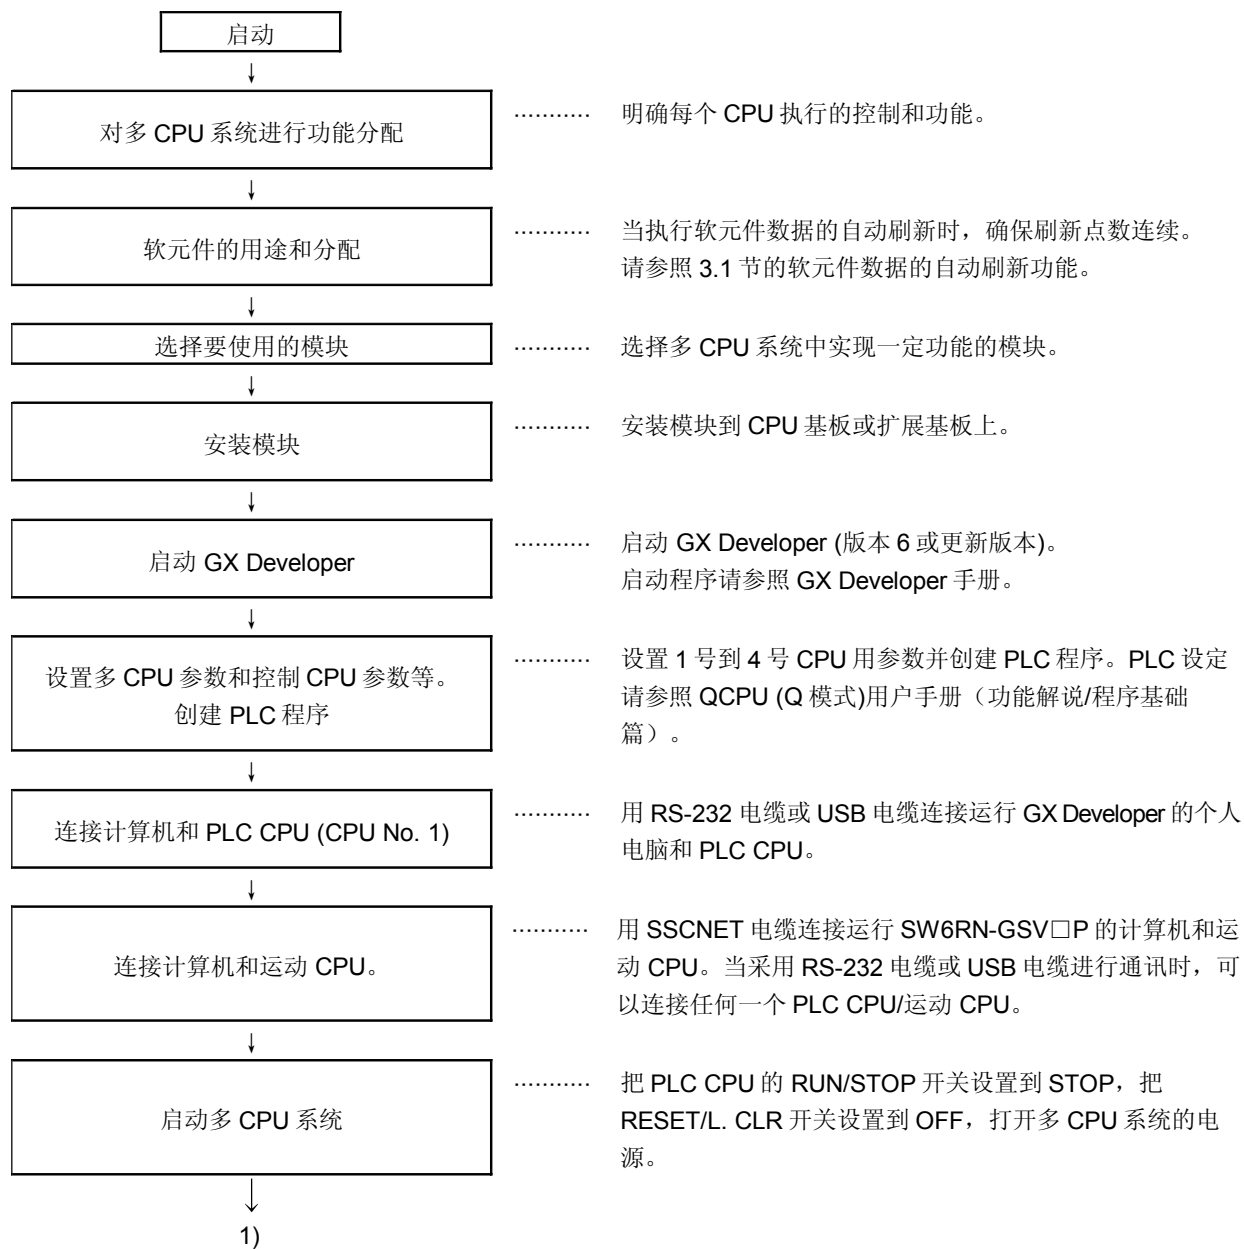 启动
↓
对多 CPU 系统进行功能分配
........... 明确每个 CPU 执行的控制和功能。
↓
软元件的用途和分配
........... 当执行软元件数据的自动刷新时，确保刷新点数连续。
请参照 3.1 节的软元件数据的自动刷新功能。
↓
选择要使用的模块
........... 选择多 CPU 系统中实现一定功能的模块。
↓
安装模块
........... 安装模块到 CPU 基板或扩展基板上。
↓
启动 GX Developer
........... 启动 GX Developer (版本 6 或更新版本)。
启动程序请参照 GX Developer 手册。
↓
设置多 CPU 参数和控制 CPU 参数等。
创建 PLC 程序
........... 设置 1 号到 4 号 CPU 用参数并创建 PLC 程序。PLC 设定
请参照 QCPU (Q 模式)用户手册（功能解说/程序基础
篇）。
↓
连接计算机和 PLC CPU (CPU No. 1)
........... 用 RS-232 电缆或 USB 电缆连接运行 GX Developer 的个人
电脑和 PLC CPU。
↓
连接计算机和运动 CPU。
........... 用 SSCNET 电缆连接运行 SW6RN-GSV□P 的计算机和运
动 CPU。当采用 RS-232 电缆或 USB 电缆进行通讯时，可
以连接任何一个 PLC CPU/运动 CPU。
↓
启动多 CPU 系统
........... 把 PLC CPU 的 RUN/STOP 开关设置到 STOP，把
RESET/L. CLR 开关设置到 OFF，打开多 CPU 系统的电
源。
↓
1)